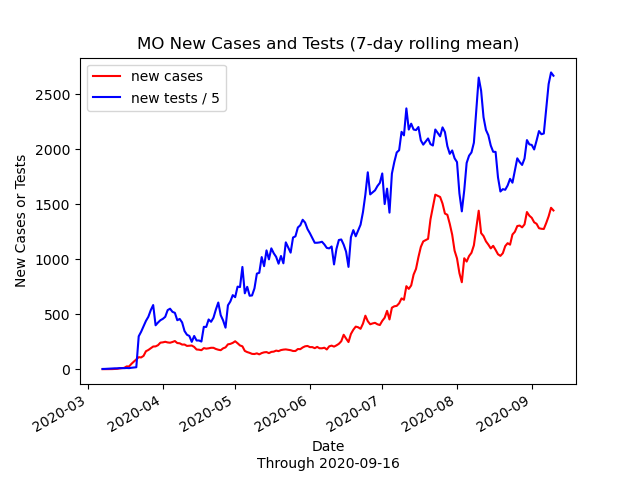 MO New Cases and Tests (7-day rolling mean)
new cases
new tests / 5
New Cases or Tests
2500
2000
1500
1000
500
0
2020-03
2020-04
2020-05
2020-06
2020-07
2020-08
2020-09
Date
Through 2020-09-16